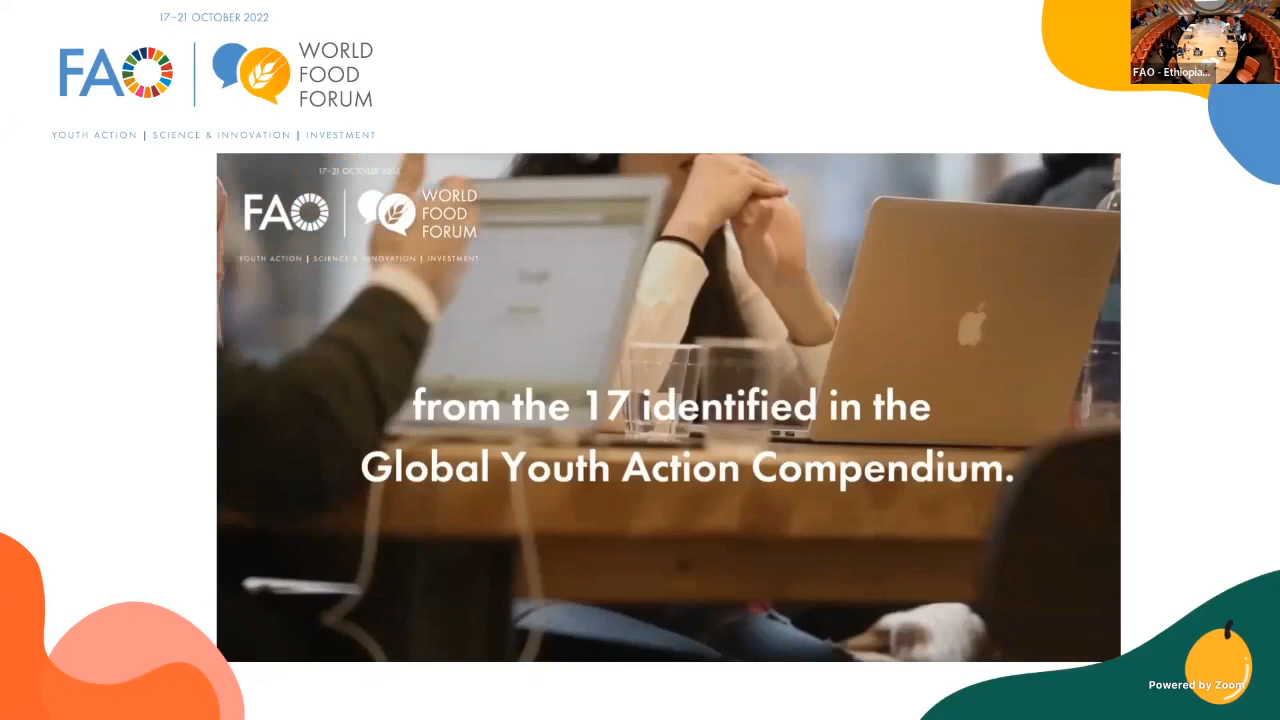 17–21 OCTOBER 2022
FAO
WORLD
FOOD
FORUM
YOUTH ACTION | SCIENCE & INNOVATION | INVESTMENT
FAO - Ethiopia...
17–21 OCTOBER 2022
FAO
WORLD
FOOD
FORUM
YOUTH ACTION | SCIENCE & INNOVATION | INVESTMENT
from the 17 identified in the
Global Youth Action Compendium.
Powered by Zoom